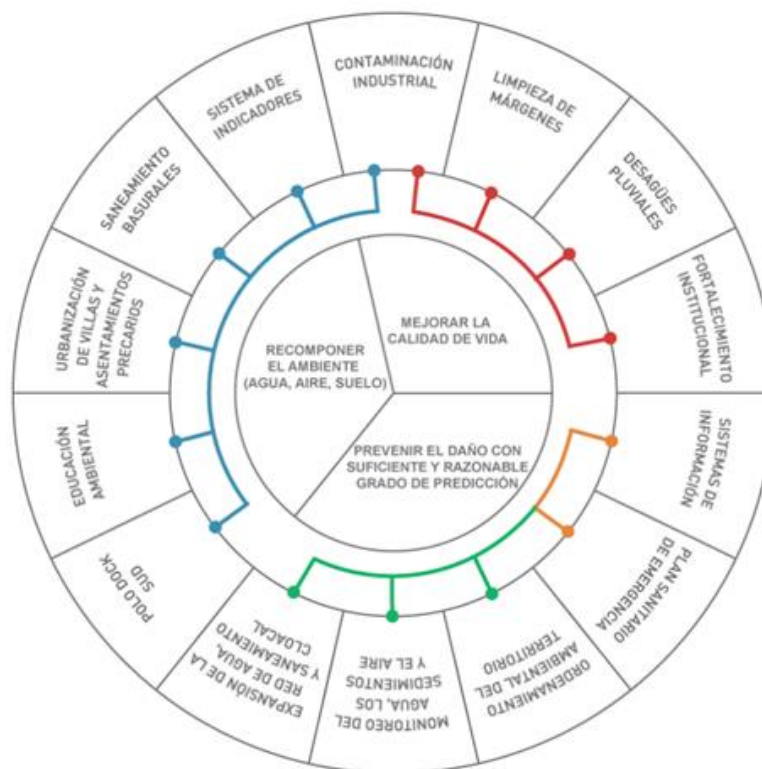 CONTAMINACIÓN
INDUSTRIAL
LIMPIEZA DE
MÁRGENES
DESAGÜES
PLUVIALES
FORTALECIMIENTO
INSTITUCIONAL
SISTEMAS DE
INFORMACIÓN
PLAN SANITARIO
DE EMERGENCIA
ORDENAMIENTO
AMBIENTAL DEL
TERRITORIO
MONITOREO DEL
AGUA, LOS
SEDIMIENTOS
Y EL AIRE
EXPANSIÓN DE LA
RED DE AGUA,
Y SANEAMIENTO
CLOACAL
POLO DOCK
SUD
EDUCACIÓN
AMBIENTAL
URBANIZACIÓN
DE VILLAS Y
ASENTAMIENTOS
PRECARIOS
SANEAMIENTO
BASURALES
SISTEMA DE
INDICADORES
MEJORAR LA
CALIDAD DE VIDA
RECOMPONER
EL AMBIENTE
(AGUA, AIRE, SUELO)
PREVENIR EL DAÑO CON
SUFICIENTE Y RAZONABLE
GRADO DE PREDICCIÓN